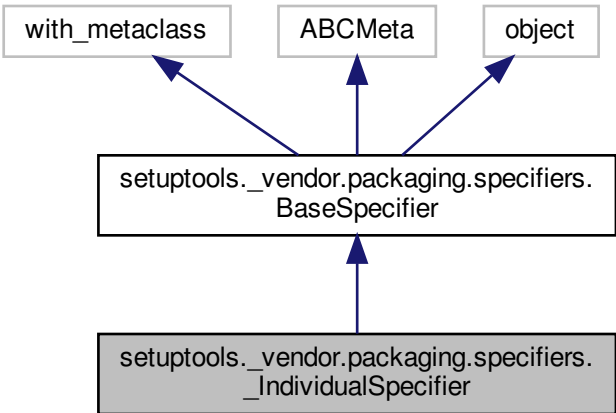 with_metaclass
ABCMeta
object
setuptools._vendor.packaging.specifiers.
BaseSpecifier
setuptools._vendor.packaging.specifiers.
_IndividualSpecifier